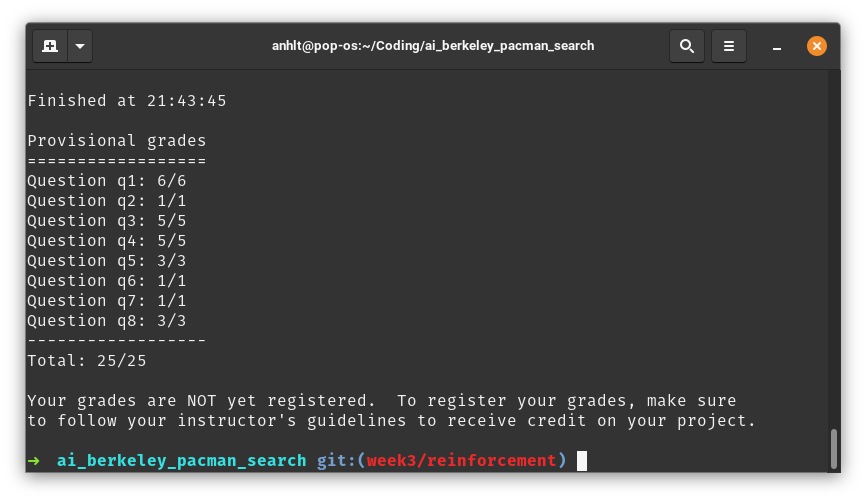 anhlt@pop-os:~/Coding/ai_berkeley_pacman_search
Finished at 21:43:45
Provisional grades
==================
Question q1: 6/6
Question q2: 1/1
Question q3: 5/5
Question q4: 5/5
Question q5: 3/3
Question q6: 1/1
Question q7: 1/1
Question q8: 3/3
------------------
Total: 25/25
Your grades are NOT yet registered.  To register your grades, make sure
to follow your instructor's guidelines to receive credit on your project.
→  ai_berkeley_pacman_search git:(week3/reinforcement)